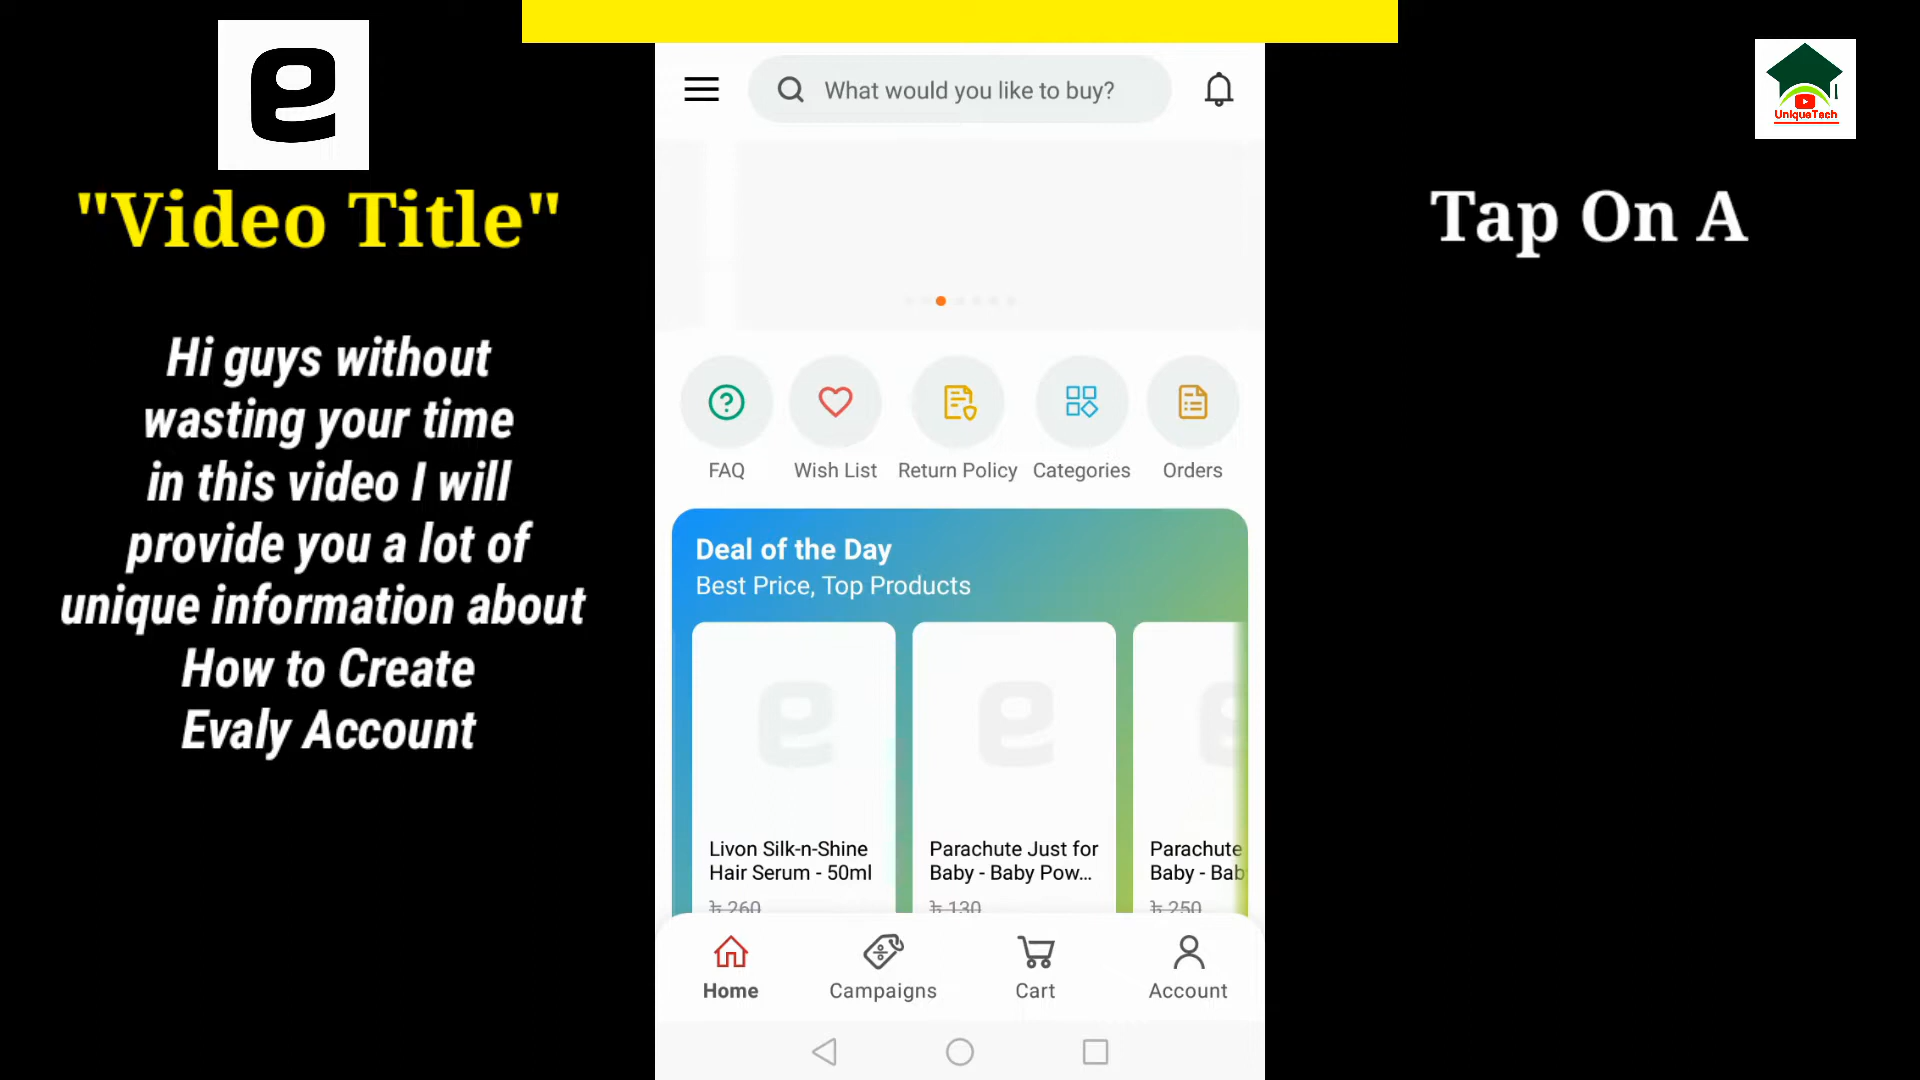 "Video Title"
Hi guys without
wasting your time
in this video I will
provide you a lot of
unique information about
How to Create
Evaly Account
What would you like to buy?
FAQ
Wish List
Return Policy
Categories
Orders
Deal of the Day
Best Price, Top Products
Livon Silk-n-Shine
Hair Serum - 50ml
৳ 260
Parachute Just for
Baby - Baby Pow...
৳ 130
Parachute
Baby - Bab
৳ 250
Home
Campaigns
Cart
Account
UniqueTech
Tap On A